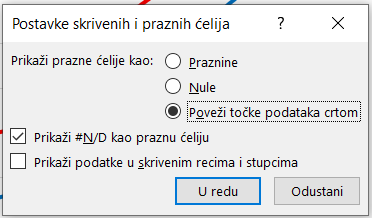 Postavke skrivenih i praznih ćelija ? ×
Prikaži prazne ćelije kao: Praznine
Nule
Poveži točke podataka crtom
Prikaži #N/D kao praznu ćeliju
Prikaži podatke u skrivenim recima i stupcima
U redu Odustani